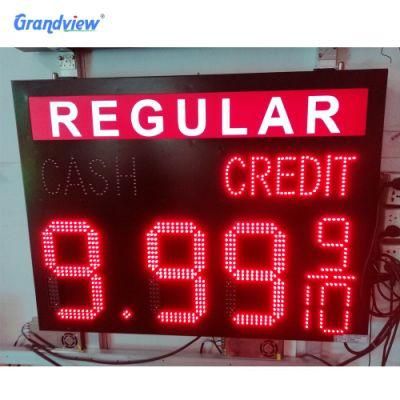 Grandview®
REGULAR
CASH CREDIT
9.99 9/10